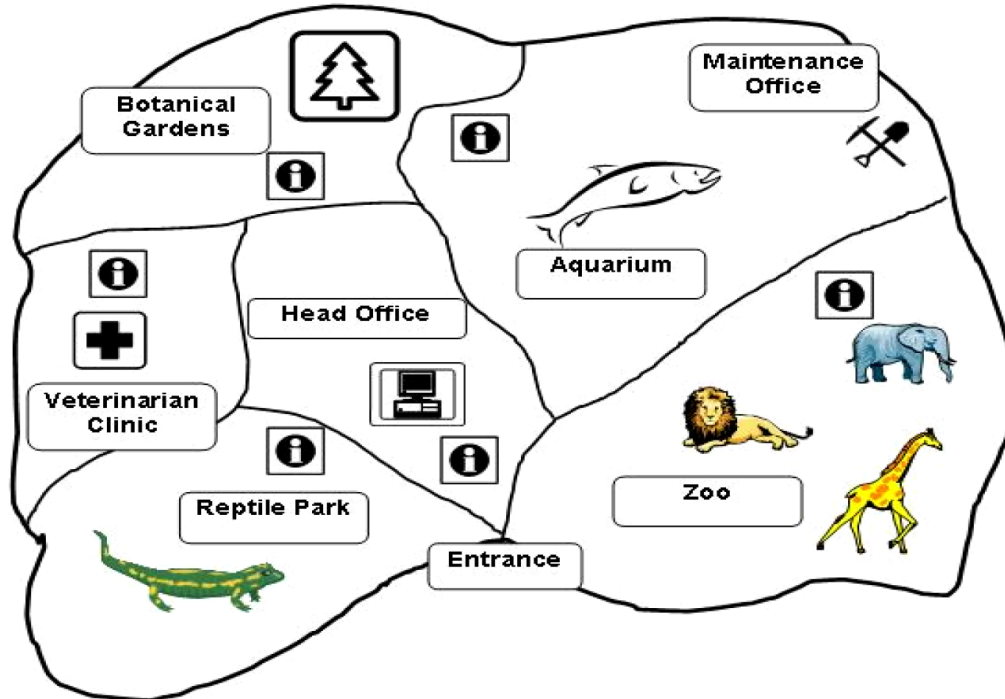 Maintenance
Office
Botanical
Gardens
i
i
Aquarium
i
i
Head Office
Veterinarian
Clinic
i
i
Zoo
Reptile Park
Entrance